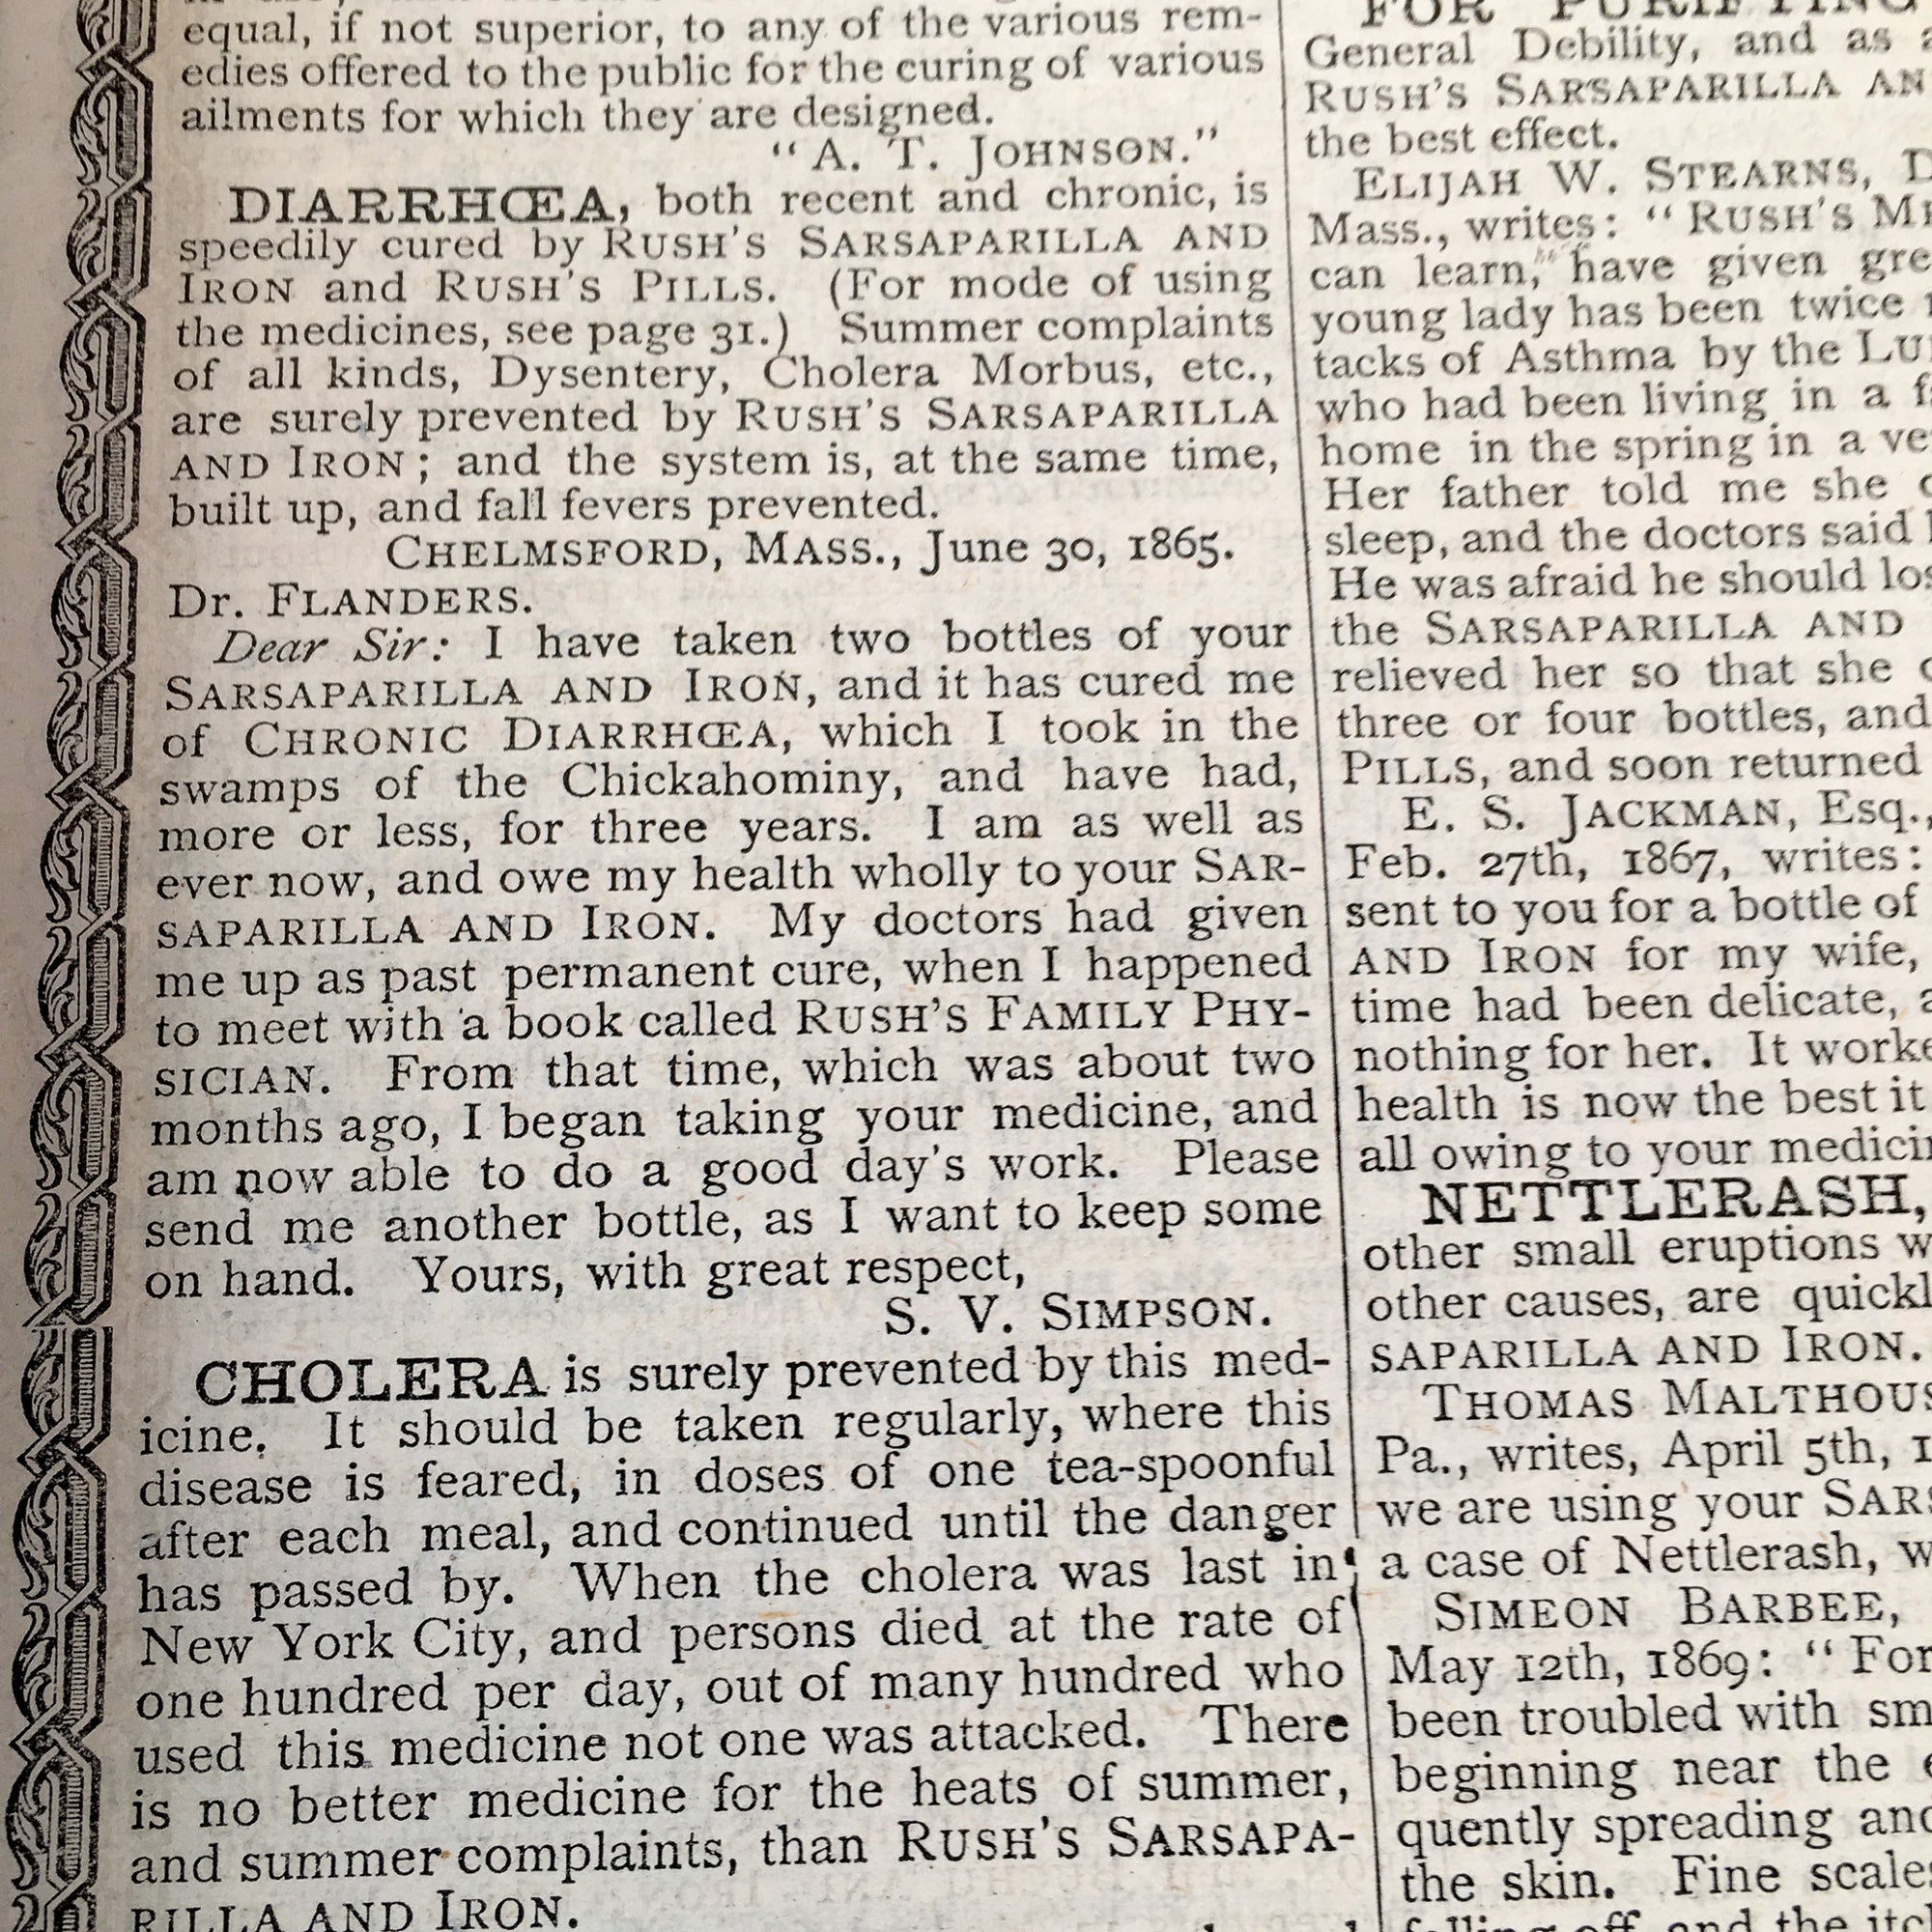 equal, if not superior, to any of the various rem-
edies offered to the public for the curing of various
ailments for which they are designed.
"A. T. JOHNSON."
DIARRHŒA, both recent and chronic, is
speedily cured by RUSH'S SARSAPARILLA AND
IRON and RUSH'S PILLS. (For mode of using
the medicines, see page 31.) Summer complaints
of all kinds, Dysentery, Cholera Morbus, etc.,
are surely prevented by RUSH'S SARSAPARILLA
AND IRON; and the system is, at the same time,
built up, and fall fevers prevented.
CHELMSFORD, MASS., June 30, 1865.
Dr. FLANDERS.
Dear Sir: I have taken two bottles of your
SARSAPARILLA AND IRON, and it has cured me
of CHRONIC DIARRHŒA, which I took in the
swamps of the Chickahominy, and have had,
more or less, for three years. I am as well as
ever now, and owe my health wholly to your SAR-
SAPARILLA AND IRON. My doctors had given
me up as past permanent cure, when I happened
to meet with a book called RUSH'S FAMILY PHY-
SICIAN. From that time, which was about two
months ago, I began taking your medicine, and
am now able to do a good day's work. Please
send me another bottle, as I want to keep some
on hand. Yours, with great respect,
S. V. SIMPSON.
CHOLERA is surely prevented by this med-
icine. It should be taken regularly, where this
disease is feared, in doses of one tea-spoonful
after each meal, and continued until the danger
has passed by. When the cholera was last in
New York City, and persons died at the rate of
one hundred per day, out of many hundred who
used this medicine not one was attacked. There
is no better medicine for the heats of summer,
and summer complaints, than RUSH'S SARSAPA-
RILLA AND IRON.
FOR PURIFYING
General Debility, and as
RUSH'S SARSAPARILLA
the best effect.
ELIJAH W. STEARNS,
Mass., writes: "RUSH'S
can learn, have given
young lady has been twice
tacks of Asthma by the
who had been living in a
home in the spring in a
Her father told me she
sleep, and the doctors said
He was afraid he should
the SARSAPARILLA AND
relieved her so that she
three or four bottles, and
PILLS, and soon returned
E. S. JACKMAN, Esq.,
Feb. 27th, 1867, writes:
sent to you for a bottle of
AND IRON for my wife,
time had been delicate,
nothing for her. It
health is now the best it
all owing to your
NETTLERASH,
other small eruptions
other causes, are
SAPARILLA AND IRON.
THOMAS
Pa., writes, April 5th,
we are using your
a case of Nettlerash,
SIMEON BARBEE,
May 12th, 1869: "For
been troubled with
beginning near the
quently spreading and
the skin. Fine
off and the